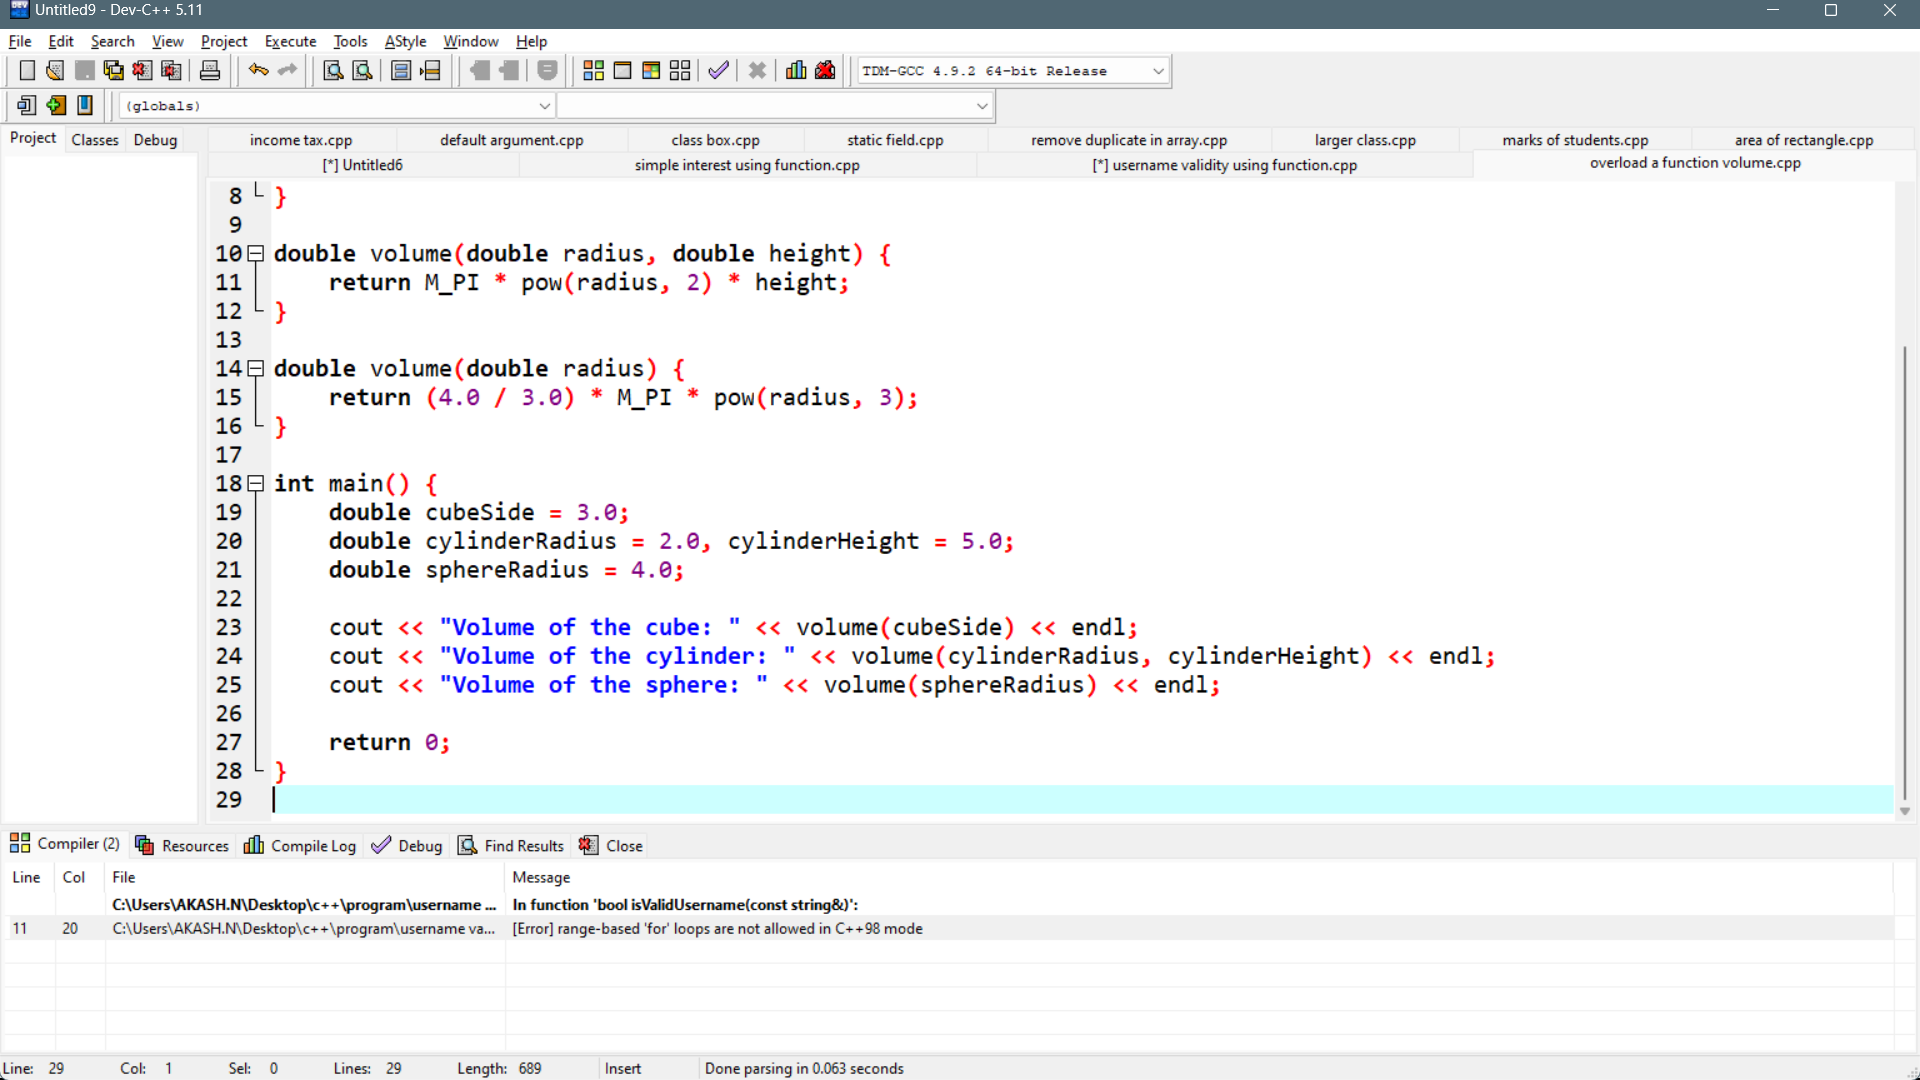 Untitled9 - Dev-C++ 5.11
File Edit Search View Project Execute Tools AStyle Window Help
TDM-GCC 4.9.2 64-bit Release
(globals)
Project Classes Debug
income tax.cpp default argument.cpp class box.cpp static field.cpp remove duplicate in array.cpp larger class.cpp marks of students.cpp area of rectangle.cpp
[*] Untitled6 simple interest using function.cpp [*] username validity using function.cpp overload a function volume.cpp
8 }
9
10 double volume(double radius, double height) {
11 return M_PI * pow(radius, 2) * height;
12 }
13
14 double volume(double radius) {
15 return (4.0 / 3.0) * M_PI * pow(radius, 3);
16 }
17
18 int main() {
19 double cubeSide = 3.0;
20 double cylinderRadius = 2.0, cylinderHeight = 5.0;
21 double sphereRadius = 4.0;
22
23 cout << "Volume of the cube: " << volume(cubeSide) << endl;
24 cout << "Volume of the cylinder: " << volume(cylinderRadius, cylinderHeight) << endl;
25 cout << "Volume of the sphere: " << volume(sphereRadius) << endl;
26
27 return 0;
28 }
29
Compiler (2) Resources Compile Log Debug Find Results Close
Line Col File Message
C:\Users\AKASH.N\Desktop\c++\program\username ... In function 'bool isValidUsername(const string&)':
11 20 C:\Users\AKASH.N\Desktop\c++\program\username va... [Error] range-based 'for' loops are not allowed in C++98 mode
Line: 29 Col: 1 Sel: 0 Lines: 29 Length: 689 Insert Done parsing in 0.063 seconds